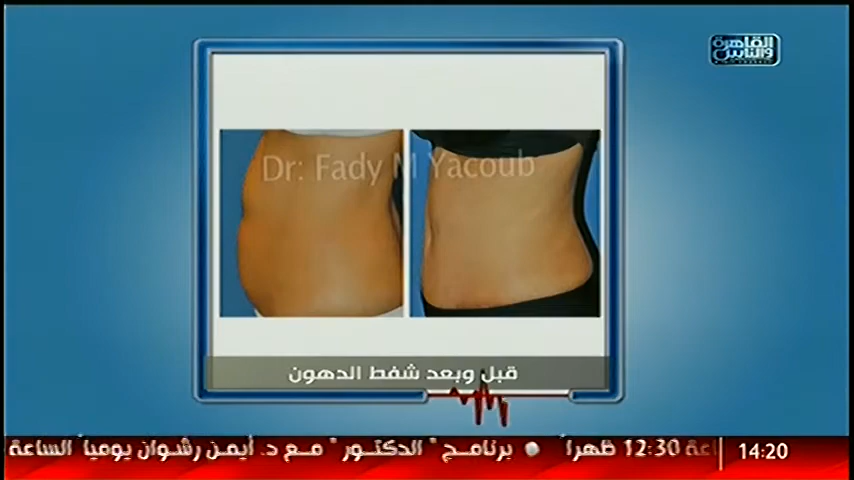 القاهرة
والناس
Dr: Fady M Yacoub
قبل وبعد شفط الدهون
12:30 ظهراً ● برنامج " الدكتور " مع د. أيمن رشوان يومياً الساعة
14:20